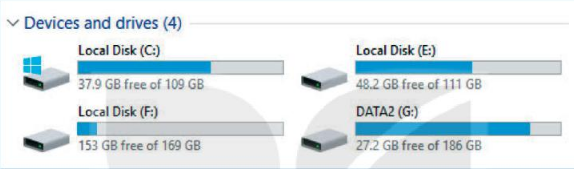 Devices and drives (4)
Local Disk (C:)
37.9 GB free of 109 GB
Local Disk (E:)
48.2 GB free of 111 GB
Local Disk (F:)
153 GB free of 169 GB
DATA2 (G:)
27.2 GB free of 186 GB